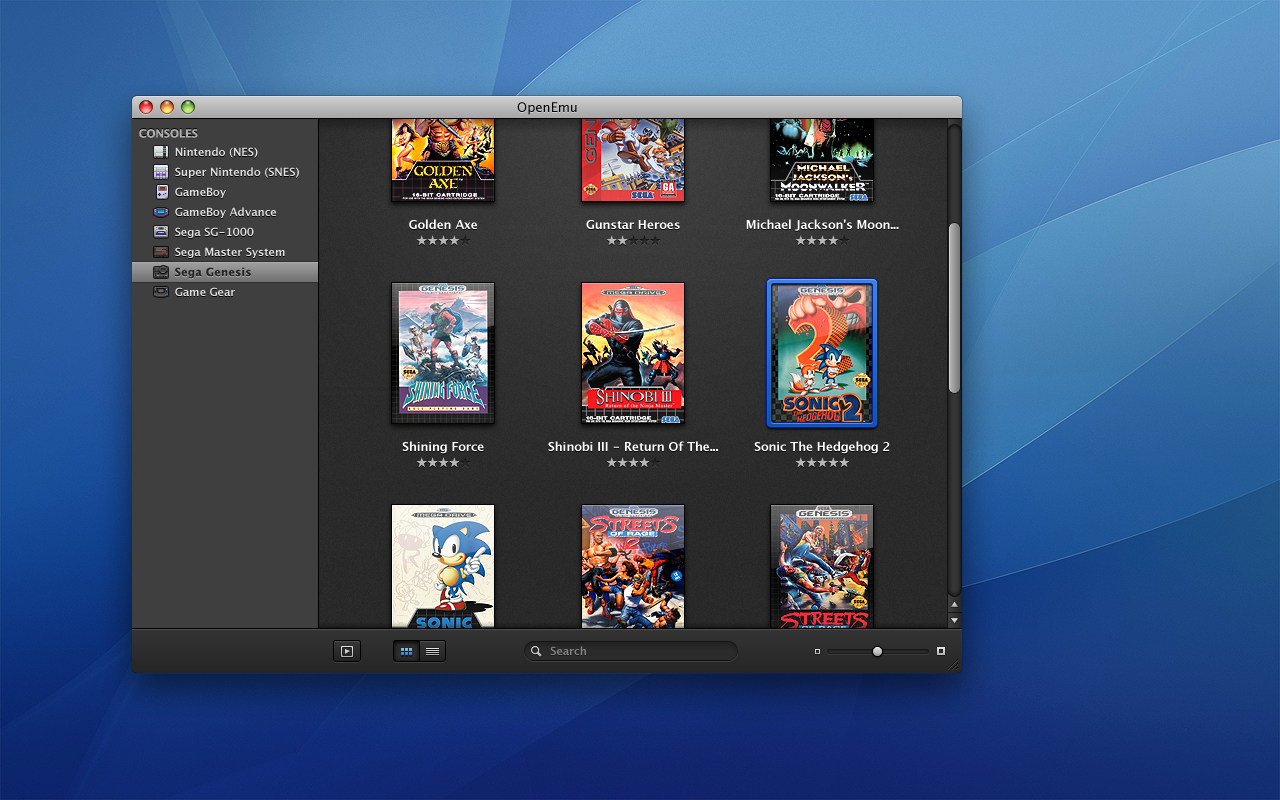 OpenEmu
CONSOLES
Nintendo (NES)
Super Nintendo (SNES)
GameBoy
GameBoy Advance
Sega SG-1000
Sega Master System
Sega Genesis
Game Gear
GOLDEN
AXE
16-BIT CARTRIDGE
GEN
SEGA
GA
MICHAEL
JACKSON'S
MOONWALKER
16-BIT CARTRIDGE
Golden Axe
Gunstar Heroes
Michael Jackson's Moon...
GENESIS
SEGA
SHINING FORCE
ROLE PLAYING GAME
MEGA DRIVE
SHINOBI III
Return of the Ninja Master
16-BIT CARTRIDGE
SEGA
GENESIS
2
SEGA
SONIC
THE HEDGEHOG 2
Shining Force
Shinobi III - Return Of The...
Sonic The Hedgehog 2
MEGA DRIVE
SONIC
GENESIS
STREETS
OF RAGE
2
SEGA
GENESIS
SEGA
STREETS
Search